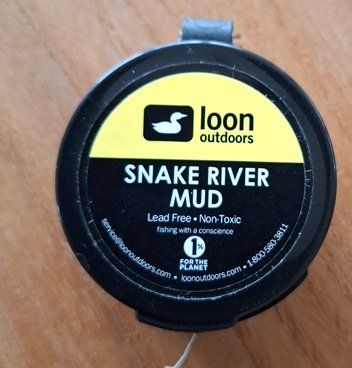 loon
outdoors
SNAKE RIVER
MUD
Lead Free • Non-Toxic
fishing with a conscience
1%
FOR THE
PLANET
service@loonoutdoors.com • loonoutdoors.com • 1-800-580-3811